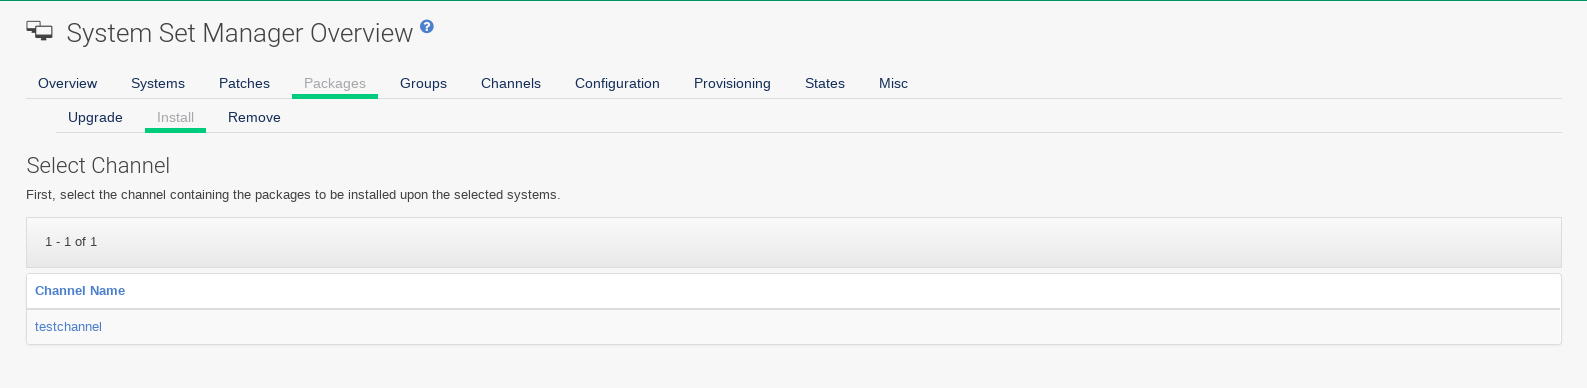 System Set Manager Overview ?
Overview Systems Patches Packages Groups Channels Configuration Provisioning States Misc
Upgrade Install Remove
Select Channel
First, select the channel containing the packages to be installed upon the selected systems.
1 - 1 of 1
Channel Name
testchannel